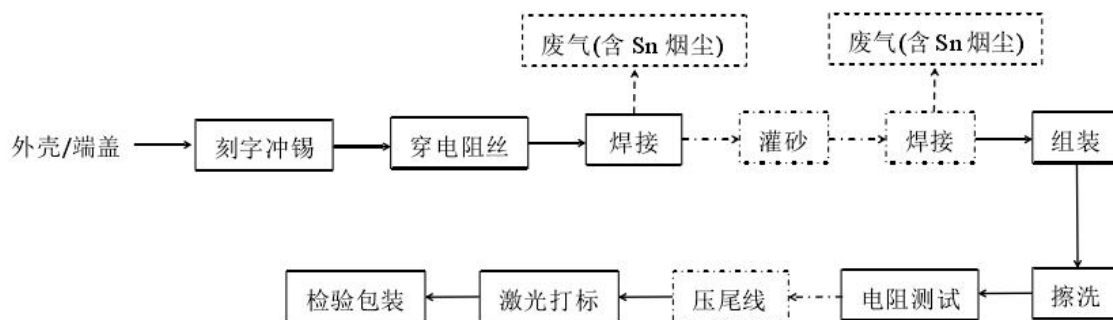 废气(含 Sn 烟尘)
废气(含 Sn 烟尘)
外壳/端盖
刻字冲锡
穿电阻丝
焊接
灌砂
焊接
组装
擦洗
电阻测试
压尾线
激光打标
检验包装